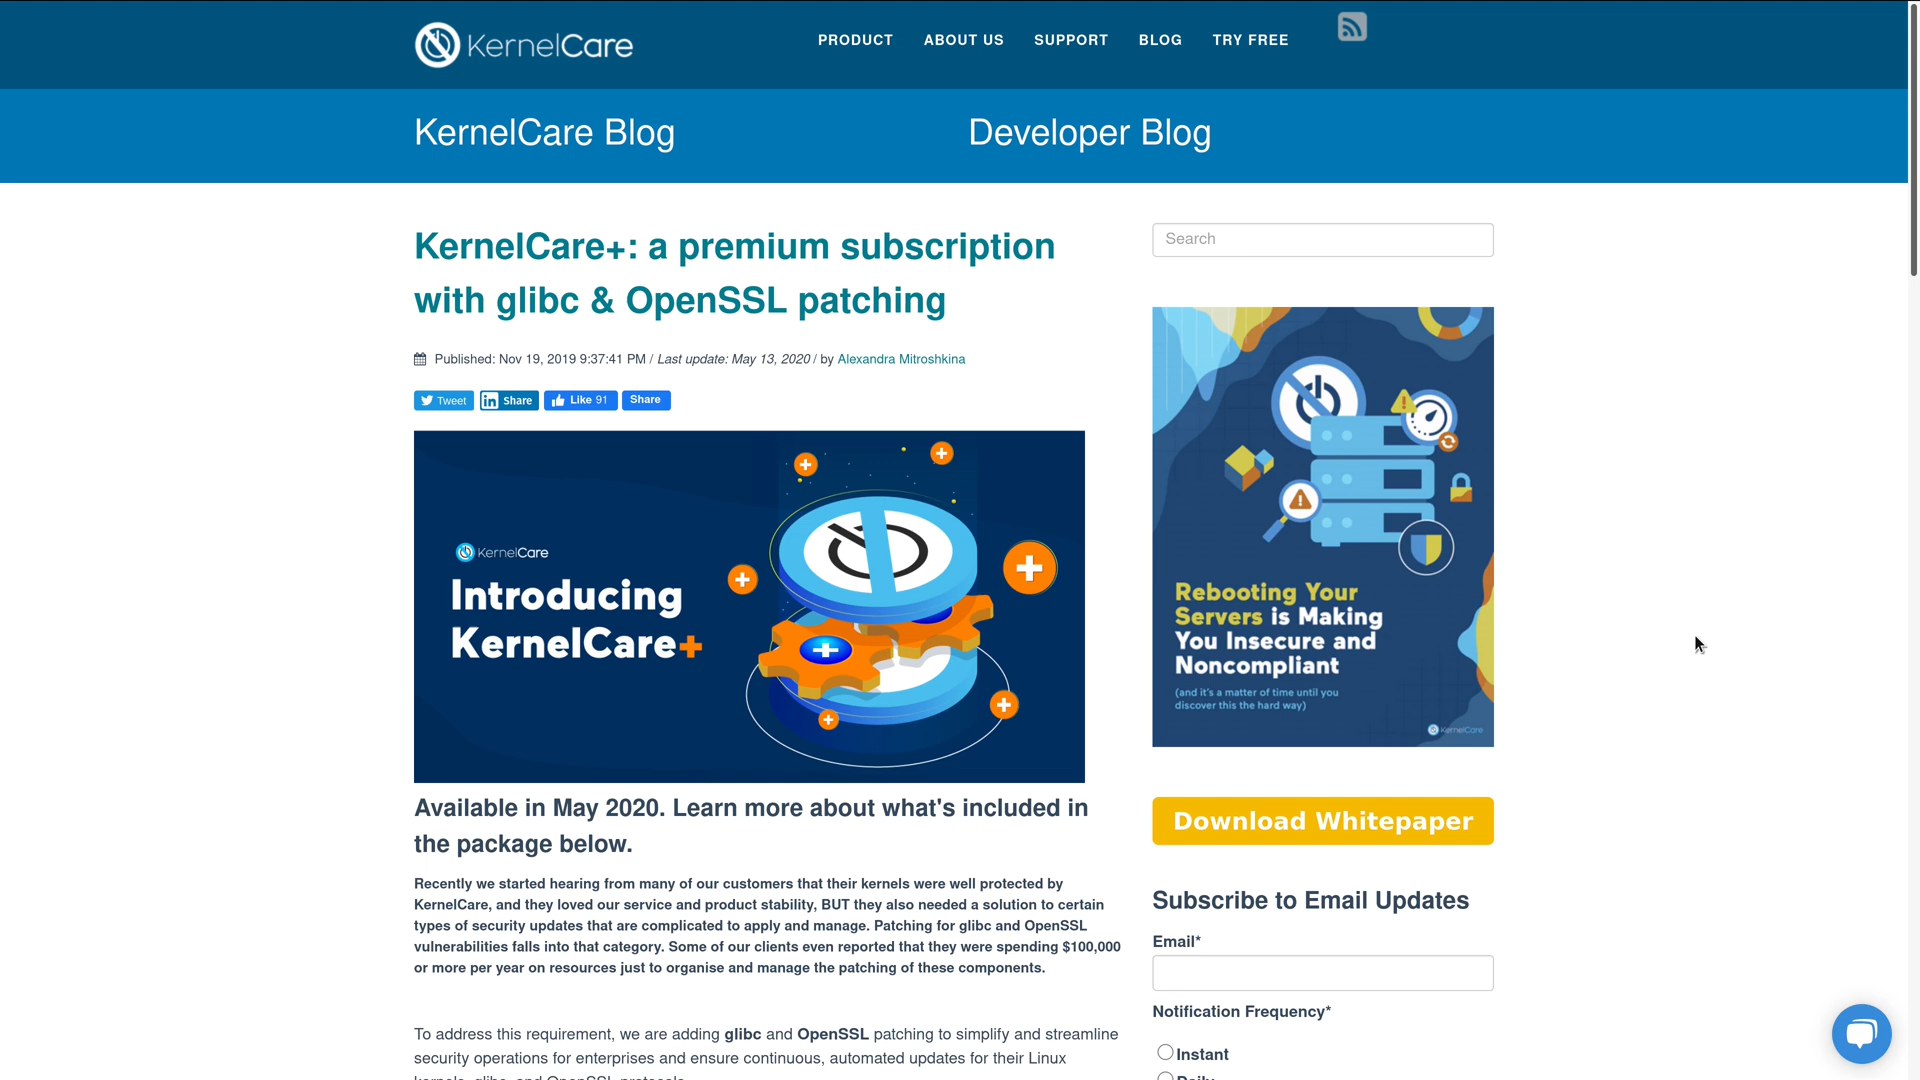 KernelCare
PRODUCT
ABOUT US
SUPPORT
BLOG
TRY FREE
KernelCare Blog
Developer Blog
KernelCare+: a premium subscription
with glibc & OpenSSL patching
Published: Nov 19, 2019 9:37:41 PM / Last update: May 13, 2020 / by Alexandra Mitroshkina
Tweet
in Share
Like 91
Share
KernelCare
Introducing
KernelCare+
Available in May 2020. Learn more about what's included in
the package below.
Recently we started hearing from many of our customers that their kernels were well protected by
KernelCare, and they loved our service and product stability, BUT they also needed a solution to certain
types of security updates that are complicated to apply and manage. Patching for glibc and OpenSSL
vulnerabilities falls into that category. Some of our clients even reported that they were spending $100,000
or more per year on resources just to organise and manage the patching of these components.
To address this requirement, we are adding glibc and OpenSSL patching to simplify and streamline
security operations for enterprises and ensure continuous, automated updates for their Linux
kernels, glibc, and OpenSSL protocols.
Search
Rebooting Your
Servers is Making
You Insecure and
Noncompliant
(and it's a matter of time until you
discover this the hard way)
KernelCare
Download Whitepaper
Subscribe to Email Updates
Email*
Notification Frequency*
Instant
Daily